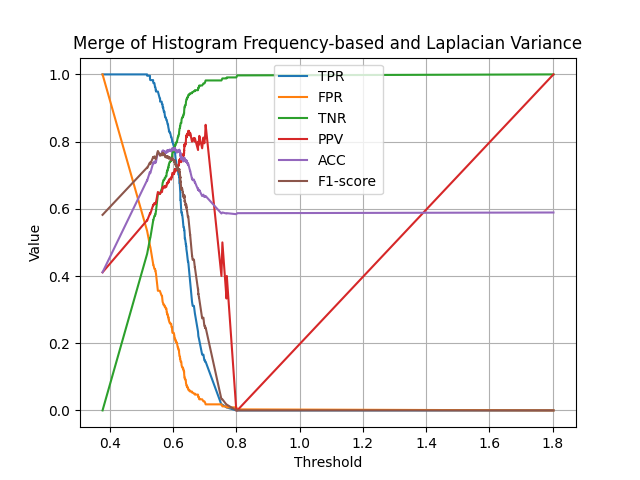 Merge of Histogram Frequency-based and Laplacian Variance
TPR
FPR
TNR
PPV
ACC
F1-score
1.0
0.8
0.6
0.4
0.2
0.0
Value
0.4 0.6 0.8 1.0 1.2 1.4 1.6 1.8
Threshold